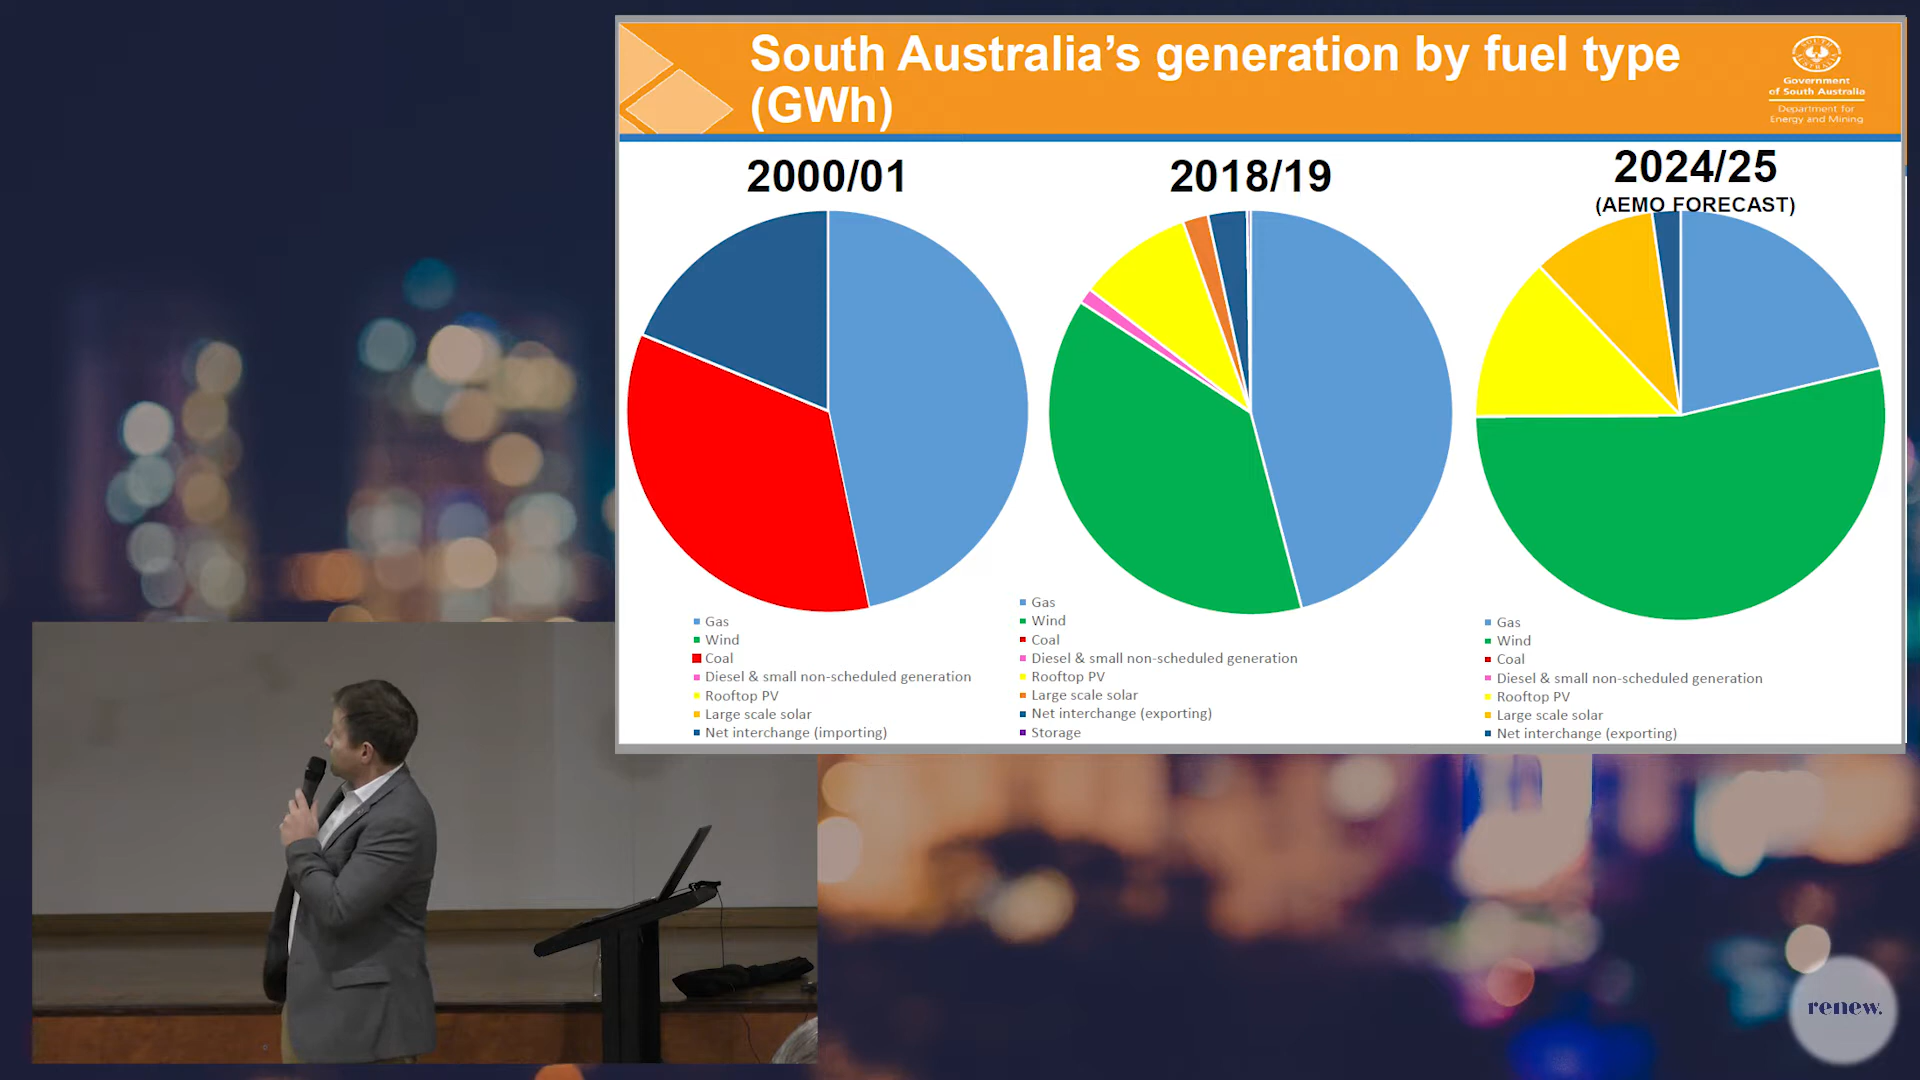 South Australia’s generation by fuel type
(GWh)
Government
of South Australia
Department for
Energy and Mining
2000/01
Gas
Wind
Coal
Diesel & small non-scheduled generation
Rooftop PV
Large scale solar
Net interchange (importing)
2018/19
Gas
Wind
Coal
Diesel & small non-scheduled generation
Rooftop PV
Large scale solar
Net interchange (exporting)
Storage
2024/25
(AEMO FORECAST)
Gas
Wind
Coal
Diesel & small non-scheduled generation
Rooftop PV
Large scale solar
Net interchange (exporting)
renew.